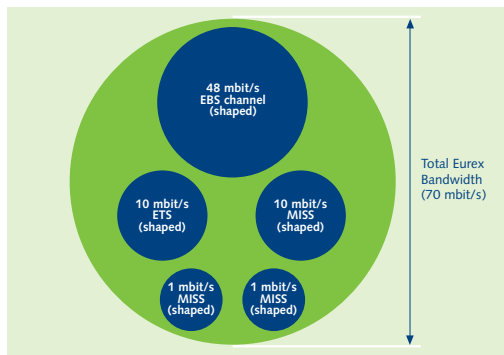 48 mbit/s
EBS channel
(shaped)
Total Eurex
Bandwidth
(70 mbit/s)
10 mbit/s
ETS
(shaped)
10 mbit/s
MISS
(shaped)
1 mbit/s
MISS
(shaped)
1 mbit/s
MISS
(shaped)